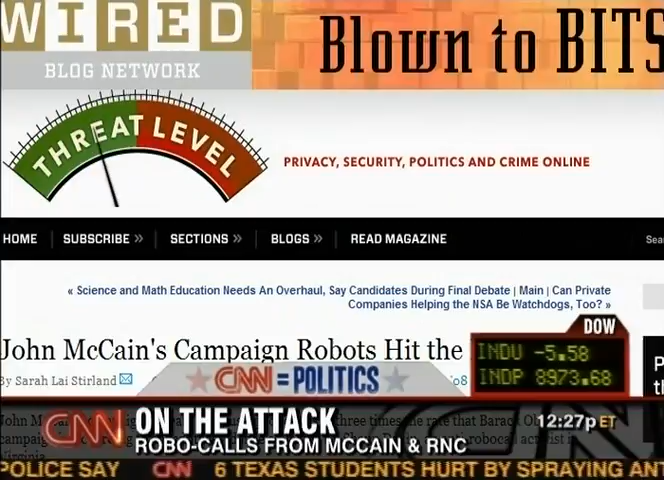 WIRED
BLOG NETWORK
Blown to BITS
THREAT LEVEL
PRIVACY, SECURITY, POLITICS AND CRIME ONLINE
HOME SUBSCRIBE » SECTIONS » BLOGS » READ MAGAZINE Sea
« Science and Math Education Needs An Overhaul, Say Candidates During Final Debate | Main | Can Private
Companies Helping the NSA Be Watchdogs, Too? »
John McCain's Campaign Robots Hit the
By Sarah Lai Stirland
DOW
INDU -5.58
INDP 8973.68
CNN=POLITICS
CNN ON THE ATTACK 12:27p ET
ROBO-CALLS FROM MCCAIN & RNC
POLICE SAY CNN 6 TEXAS STUDENTS HURT BY SPRAYING ANT